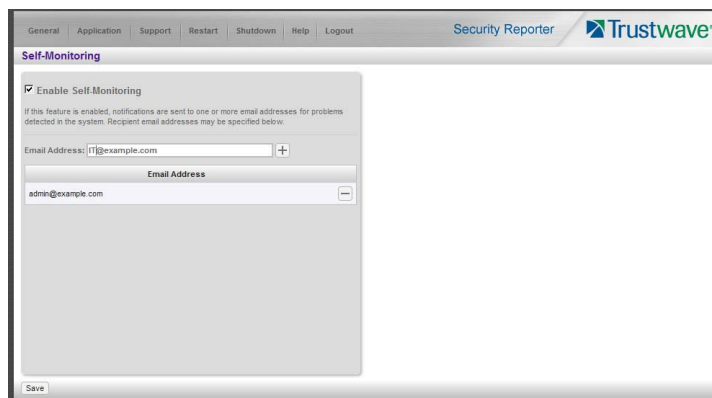 General Application Support Restart Shutdown Help Logout
Security Reporter
Trustwave
Self-Monitoring
Enable Self-Monitoring
If this feature is enabled, notifications are sent to one or more email addresses for problems
detected in the system. Recipient email addresses may be specified below.
Email Address: IT@example.com +
Email Address
admin@example.com −
Save